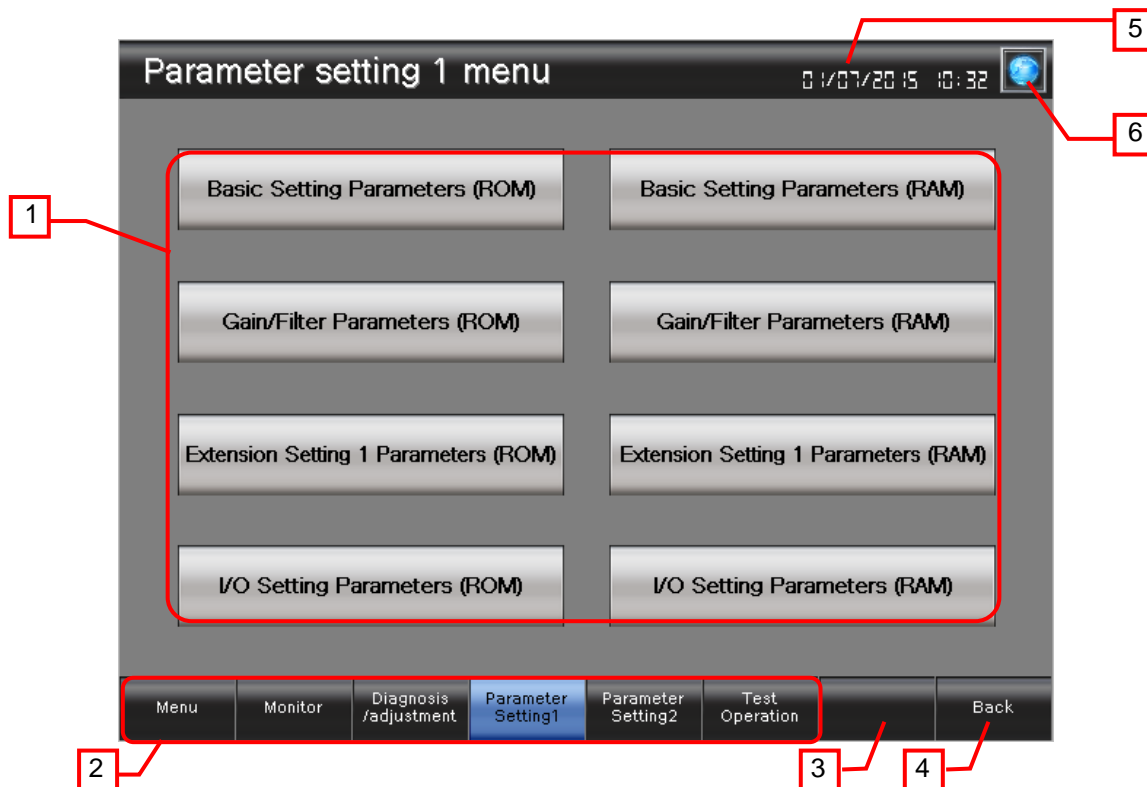 5
Parameter setting 1 menu
01/07/2015 10:32
6
Basic Setting Parameters (ROM)
Basic Setting Parameters (RAM)
1
Gain/Filter Parameters (ROM)
Gain/Filter Parameters (RAM)
Extension Setting 1 Parameters (ROM)
Extension Setting 1 Parameters (RAM)
I/O Setting Parameters (ROM)
I/O Setting Parameters (RAM)
Menu
Monitor
Diagnosis
/adjustment
Parameter
Setting1
Parameter
Setting2
Test
Operation
Back
2
3
4